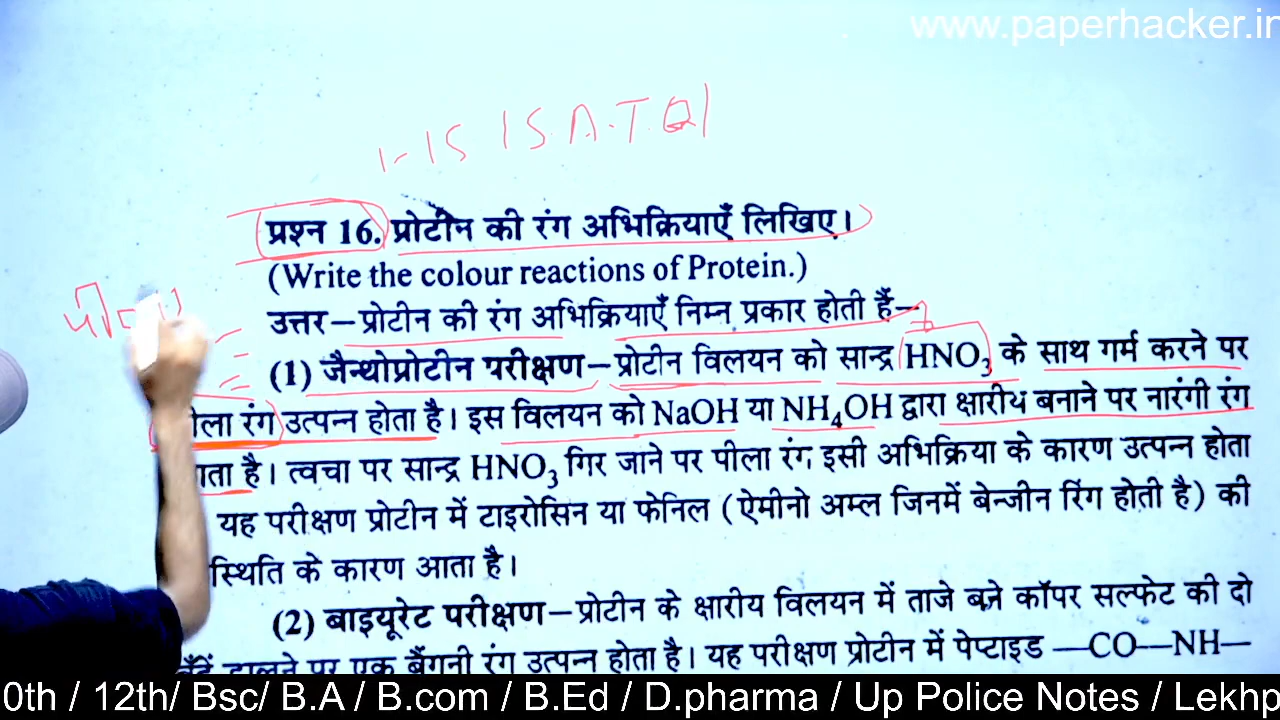 www.paperhacker.in
1-15 (S.A.T.Q)
प्रश्न 16. प्रोटीन की रंग अभिक्रियाएँ लिखिए।
(Write the colour reactions of Protein.)
उत्तर–प्रोटीन की रंग अभिक्रियाएँ निम्न प्रकार होती हैं–
(1) जैन्थोप्रोटीन परीक्षण–प्रोटीन विलयन को सान्द्र HNO₃ के साथ गर्म करने पर
ला रंग उत्पन्न होता है। इस विलयन को NaOH या NH₄OH द्वारा क्षारीय बनाने पर नारंगी रंग
ाता है। त्वचा पर सान्द्र HNO₃ गिर जाने पर पीला रंग इसी अभिक्रिया के कारण उत्पन्न होता
यह परीक्षण प्रोटीन में टाइरोसिन या फेनिल (ऐमीनो अम्ल जिनमें बेन्जीन रिंग होती है) की
स्थिति के कारण आता है।
(2) बाइयूरेट परीक्षण–प्रोटीन के क्षारीय विलयन में ताजे बने कॉपर सल्फेट की दो
डालने पर एक बैंगनी रंग उत्पन्न होता है। यह परीक्षण प्रोटीन में पेप्टाइड —CO—NH—
0th / 12th/ Bsc/ B.A / B.com / B.Ed / D.pharma / Up Police Notes / Lekhp